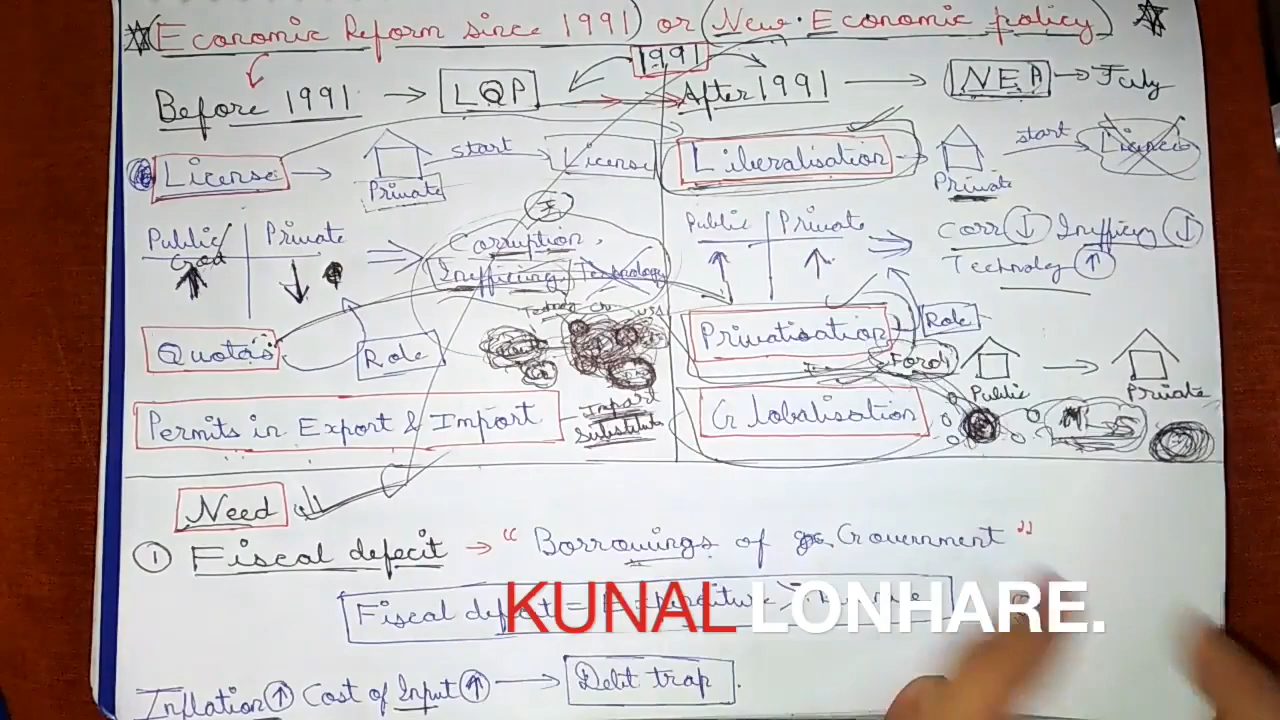 Economic Reform since 1991) or (New Economic policy)
1991
Before 1991 → LQP
After 1991 → NEP → July
License → Private start License
Public Private
Corruption,
Inefficiency Technology
Quotas
Role
Permits in Export & Import - Import
Substitute
Liberalisation
Private start
Public Private
Corr ↓ Inefficiency ↓
Technology ↑
Privatisation Role
Ford
Public → Private
Globalisation
Need
① Fiscal defecit → "Borrowings of Government"
Fiscal
KUNAL LONHARE.
Inflation ↑ Cost of Input ↑ → Debt trap.